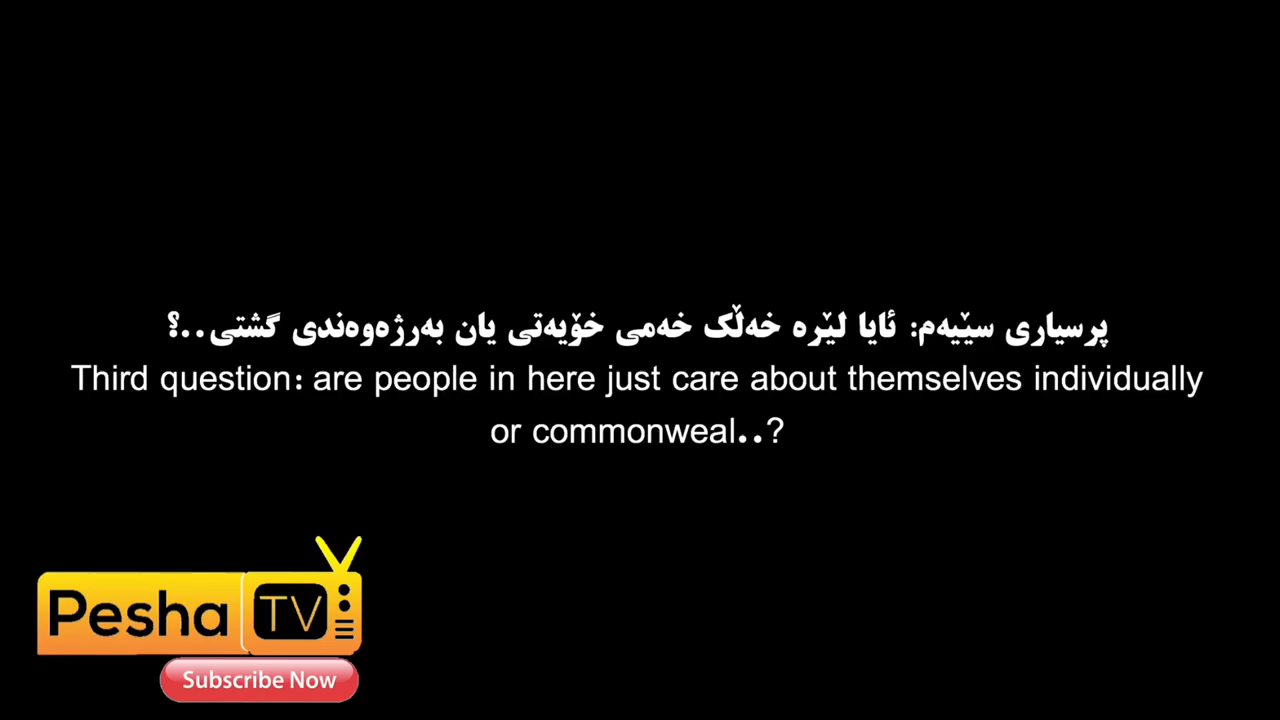 پرسیاری سێیەم: ئایا لێرە خەڵک خەمی خۆیەتی یان بەرژەوەندی گشتی..؟
Third question: are people in here just care about themselves individually
or commonweal..?
Pesha TV
Subscribe Now